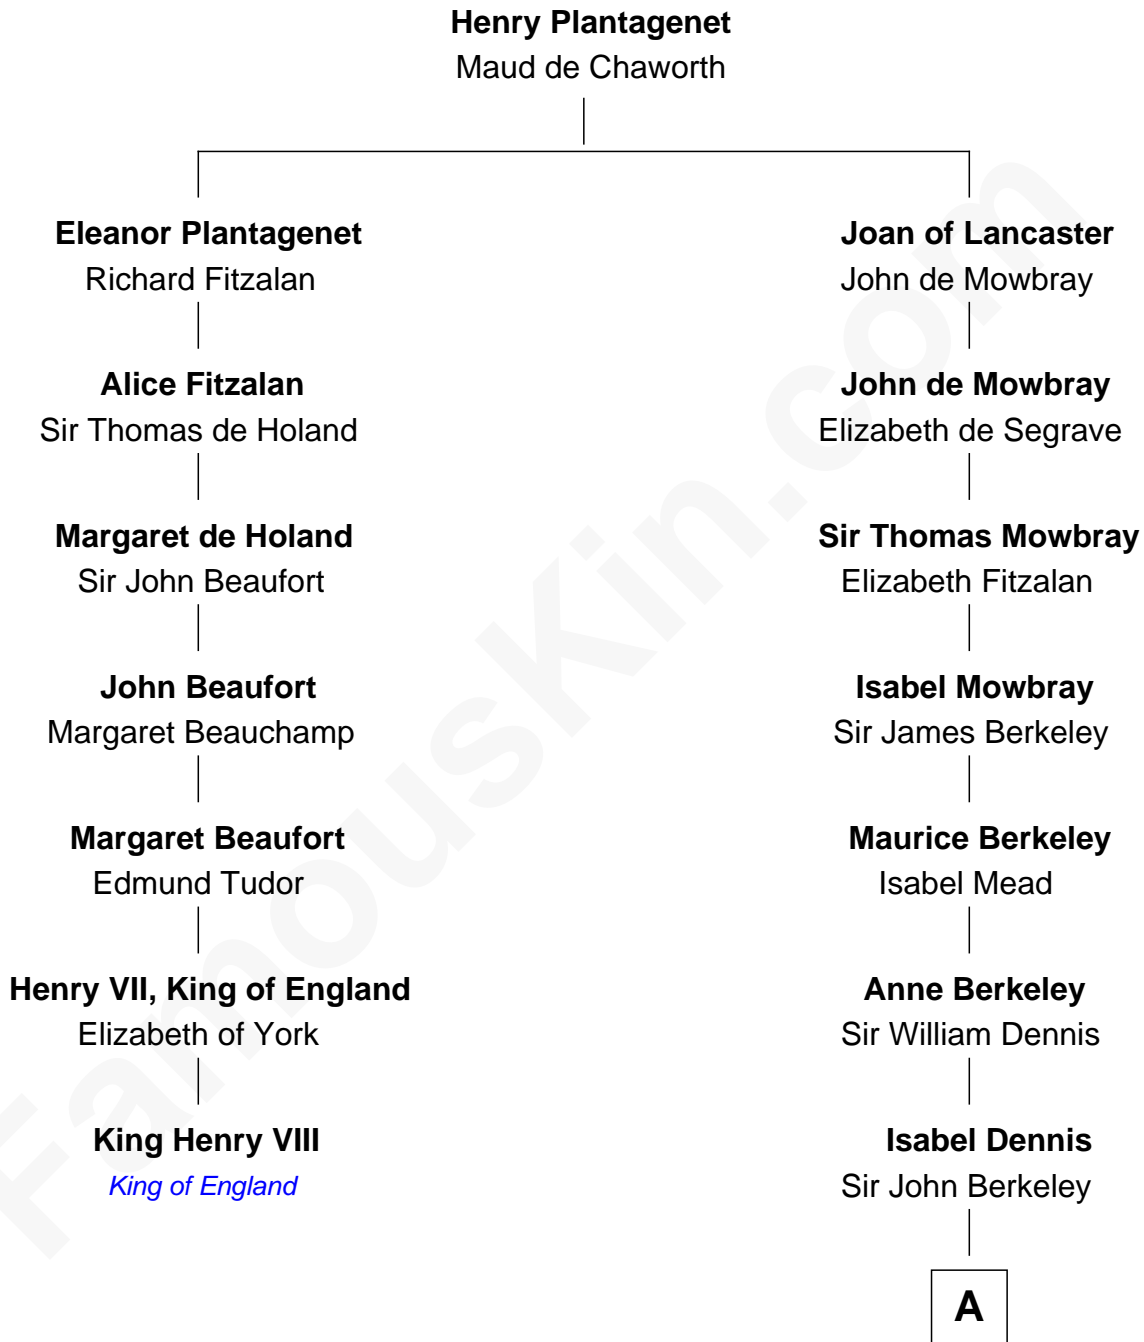 Henry Plantagenet
Maud de Chaworth
Eleanor Plantagenet
Richard Fitzalan
Joan of Lancaster
John de Mowbray
Alice Fitzalan
Sir Thomas de Holand
John de Mowbray
Elizabeth de Segrave
Margaret de Holand
Sir John Beaufort
Sir Thomas Mowbray
Elizabeth Fitzalan
John Beaufort
Margaret Beauchamp
Isabel Mowbray
Sir James Berkeley
Margaret Beaufort
Edmund Tudor
Maurice Berkeley
Isabel Mead
Henry VII, King of England
Elizabeth of York
Anne Berkeley
Sir William Dennis
King Henry VIII
King of England
Isabel Dennis
Sir John Berkeley
A
FamousKin.com